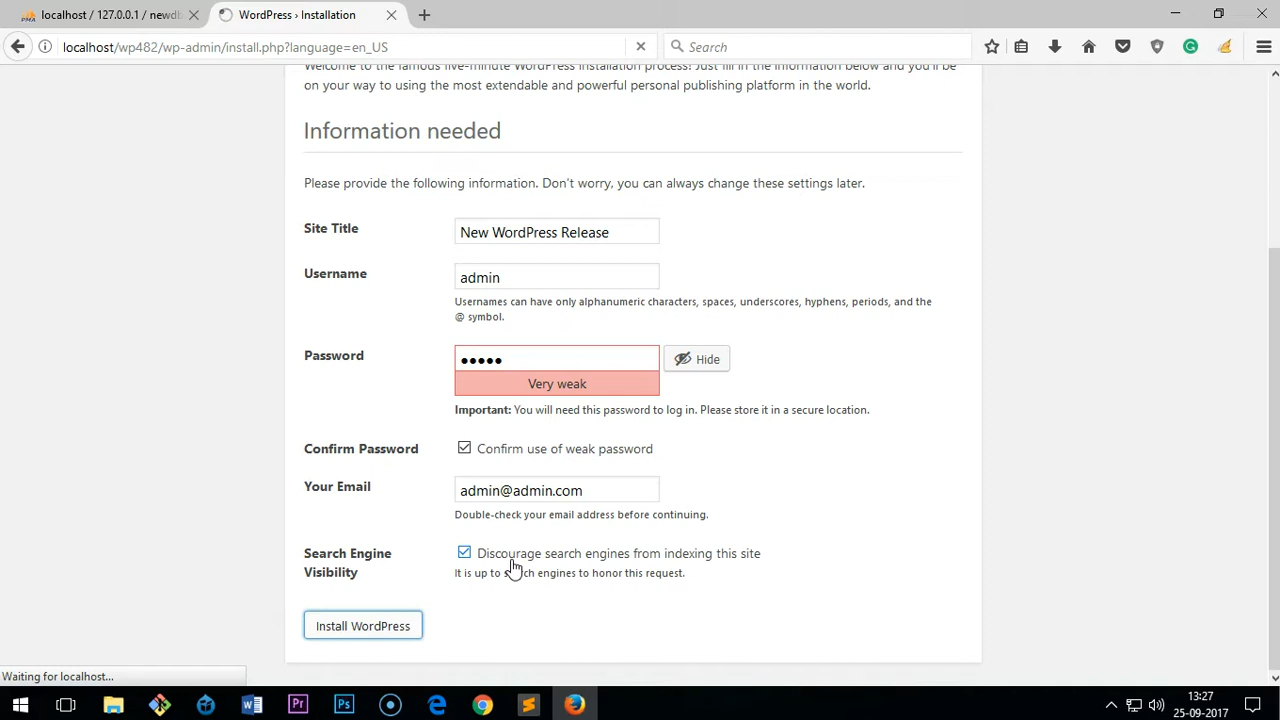 localhost / 127.0.0.1 / newdb
WordPress › Installation
localhost/wp482/wp-admin/install.php?language=en_US
Search
Welcome to the famous five-minute WordPress installation process! Just fill in the information below and you'll be
on your way to using the most extendable and powerful personal publishing platform in the world.
Information needed
Please provide the following information. Don't worry, you can always change these settings later.
Site Title
New WordPress Release
Username
admin
Usernames can have only alphanumeric characters, spaces, underscores, hyphens, periods, and the
@ symbol.
Password
●●●●●
Hide
Very weak
Important: You will need this password to log in. Please store it in a secure location.
Confirm Password
Confirm use of weak password
Your Email
admin@admin.com
Double-check your email address before continuing.
Search Engine
Visibility
Discourage search engines from indexing this site
It is up to search engines to honor this request.
Install WordPress
Waiting for localhost...
13:27
25-09-2017